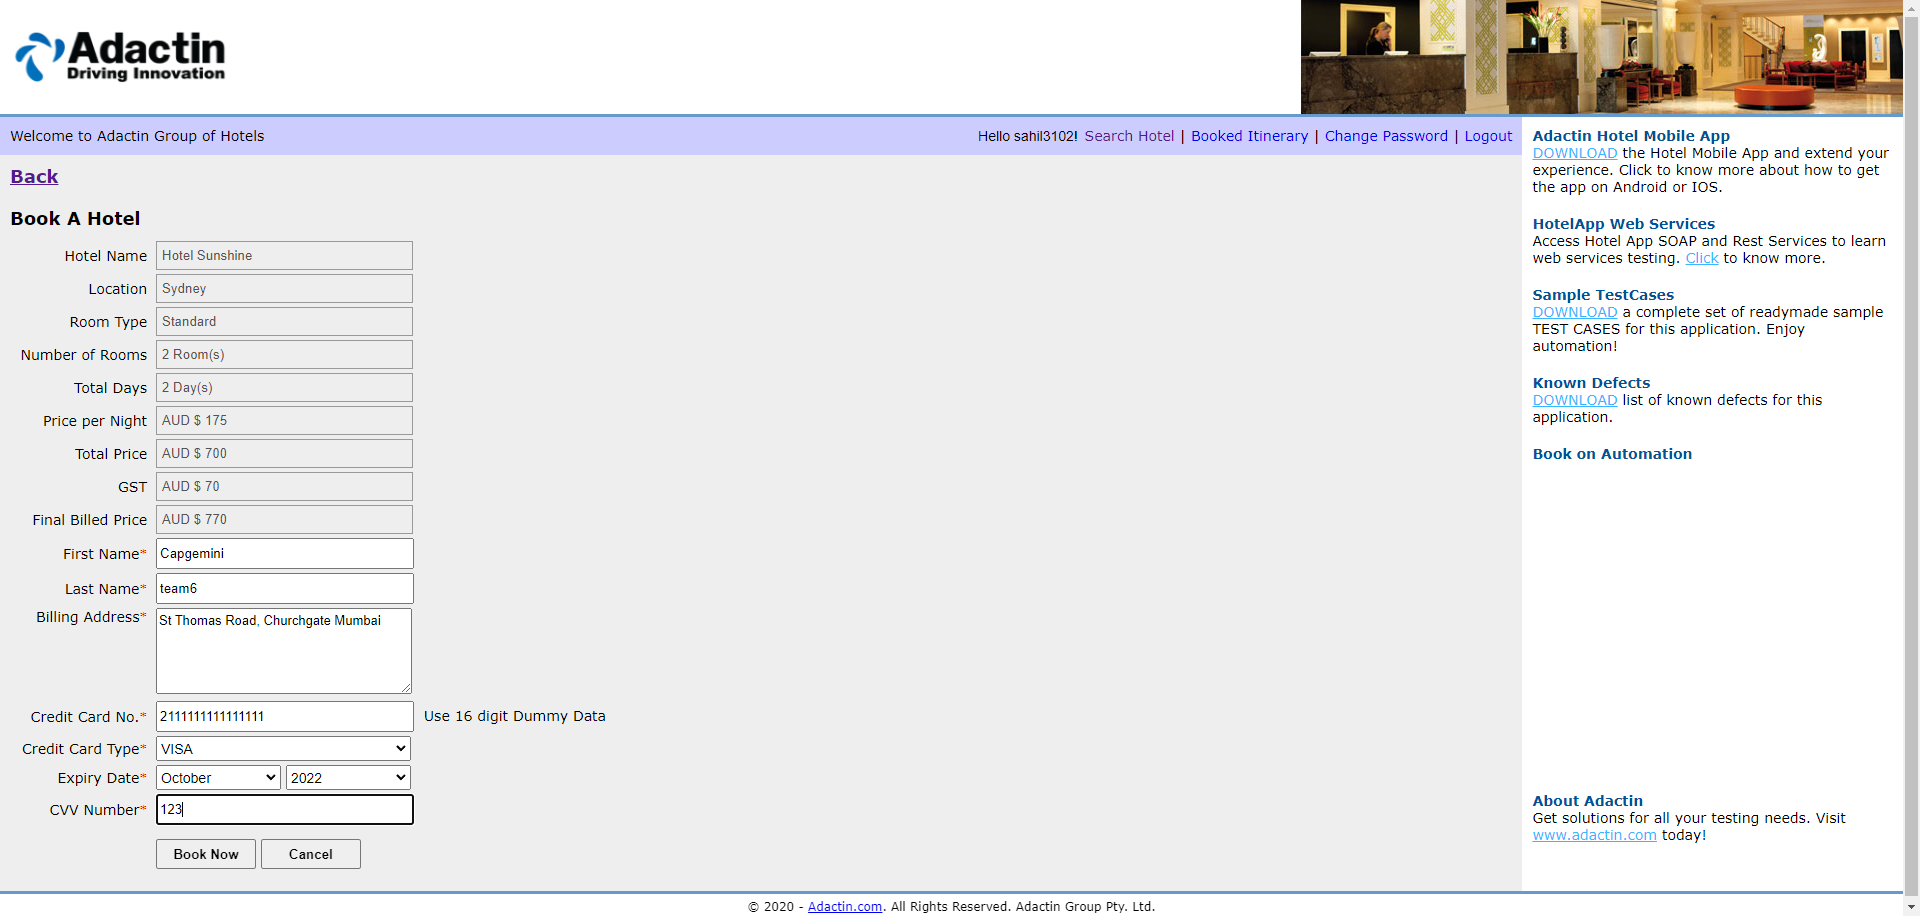 Adactin
Driving Innovation
Welcome to Adactin Group of Hotels
Hello sahil3102! Search Hotel | Booked Itinerary | Change Password | Logout
Back
Book A Hotel
Hotel Name Hotel Sunshine
Location Sydney
Room Type Standard
Number of Rooms 2 Room(s)
Total Days 2 Day(s)
Price per Night AUD $ 175
Total Price AUD $ 700
GST AUD $ 70
Final Billed Price AUD $ 770
First Name* Capgemini
Last Name* team6
Billing Address* St Thomas Road, Churchgate Mumbai
Credit Card No.* 2111111111111111 Use 16 digit Dummy Data
Credit Card Type* VISA
Expiry Date* October 2022
CVV Number* 123
Book Now Cancel
Adactin Hotel Mobile App
DOWNLOAD the Hotel Mobile App and extend your
experience. Click to know more about how to get
the app on Android or IOS.
HotelApp Web Services
Access Hotel App SOAP and Rest Services to learn
web services testing. Click to know more.
Sample TestCases
DOWNLOAD a complete set of readymade sample
TEST CASES for this application. Enjoy
automation!
Known Defects
DOWNLOAD list of known defects for this
application.
Book on Automation
About Adactin
Get solutions for all your testing needs. Visit
www.adactin.com today!
© 2020 - Adactin.com. All Rights Reserved. Adactin Group Pty. Ltd.